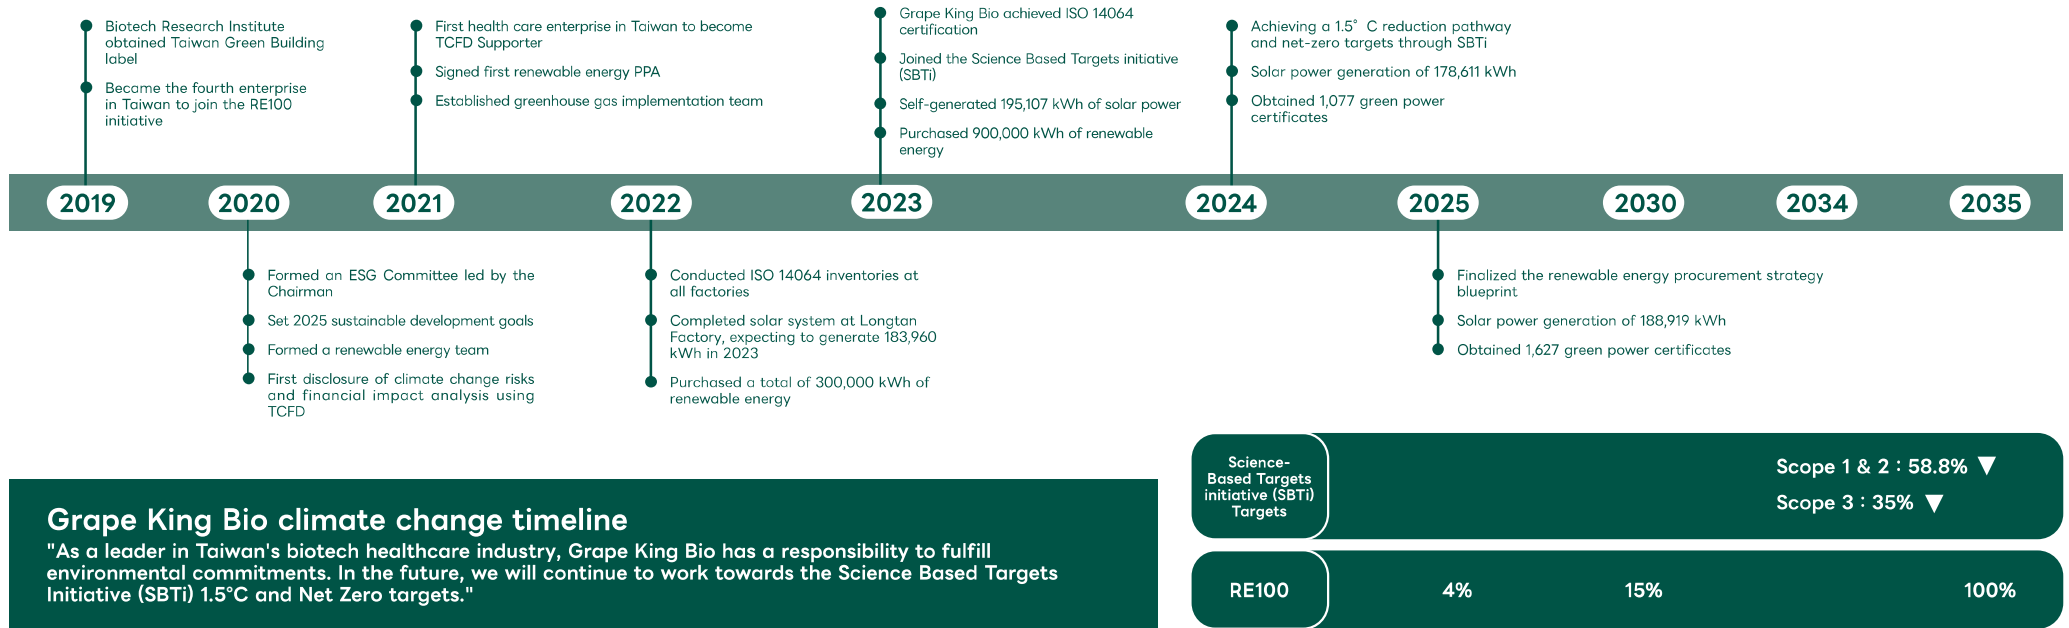 Biotech Research Institute
obtained Taiwan Green Building
label
Became the fourth enterprise
in Taiwan to join the RE100
initiative
First health care enterprise in Taiwan to become
TCFD Supporter
Signed first renewable energy PPA
Established greenhouse gas implementation team
Grape King Bio achieved ISO 14064
certification
Joined the Science Based Targets initiative
(SBTi)
Self-generated 195,107 kWh of solar power
Purchased 900,000 kWh of renewable
energy
Achieving a 1.5° C reduction pathway
and net-zero targets through SBTi
Solar power generation of 178,611 kWh
Obtained 1,077 green power
certificates
2019 2020 2021 2022 2023 2024 2025 2030 2034 2035
Formed an ESG Committee led by the
Chairman
Set 2025 sustainable development goals
Formed a renewable energy team
First disclosure of climate change risks
and financial impact analysis using
TCFD
Conducted ISO 14064 inventories at
all factories
Completed solar system at Longtan
Factory, expecting to generate 183,960
kWh in 2023
Purchased a total of 300,000 kWh of
renewable energy
Finalized the renewable energy procurement strategy
blueprint
Solar power generation of 188,919 kWh
Obtained 1,627 green power certificates
Grape King Bio climate change timeline
"As a leader in Taiwan's biotech healthcare industry, Grape King Bio has a responsibility to fulfill
environmental commitments. In the future, we will continue to work towards the Science Based Targets
Initiative (SBTi) 1.5°C and Net Zero targets."
Science-
Based Targets
initiative (SBTi)
Targets
Scope 1 & 2 : 58.8% ▼
Scope 3 : 35% ▼
RE100 4% 15% 100%